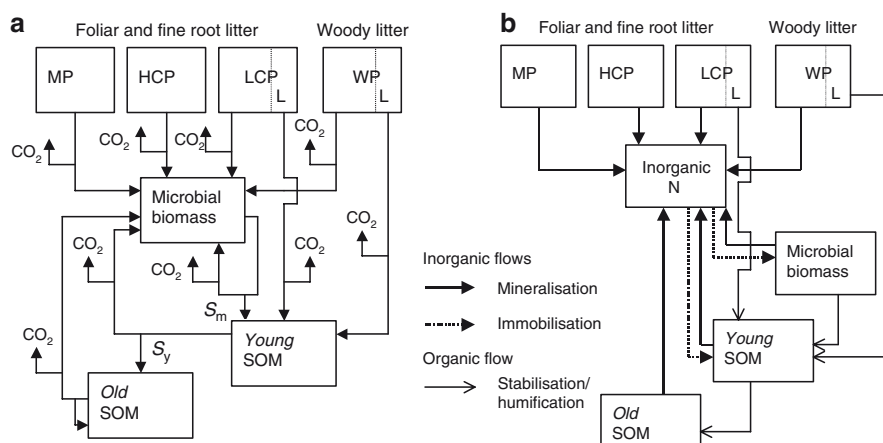 a
Foliar and fine root litter
Woody litter
MP
HCP
LCP
L
WP
L
CO2
CO2
CO2
CO2
Microbial
biomass
CO2
CO2
CO2
CO2
CO2
Sm
Sy
Young
SOM
Old
SOM
b
Foliar and fine root litter
Woody litter
MP
HCP
LCP
L
WP
L
Inorganic
N
Microbial
biomass
Inorganic flows
Mineralisation
Immobilisation
Organic flow
Stabilisation/
humification
Young
SOM
Old
SOM